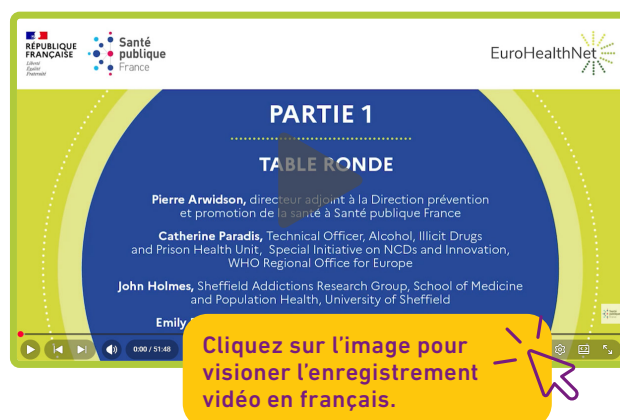 RÉPUBLIQUE
FRANÇAISE
Liberté
Égalité
Fraternité
Santé
publique
France
EuroHealthNet
PARTIE 1
TABLE RONDE
Pierre Arwidson, directeur adjoint à la Direction prévention
et promotion de la santé à Santé publique France
Catherine Paradis, Technical Officer, Alcohol, Illicit Drugs
and Prison Health Unit, Special Initiative on NCDs and Innovation,
WHO Regional Office for Europe
John Holmes, Sheffield Addictions Research Group, School of Medicine
and Population Health, University of Sheffield
Emily
0:00 / 51:48
Cliquez sur l'image pour
visioner l'enregistrement
vidéo en français.